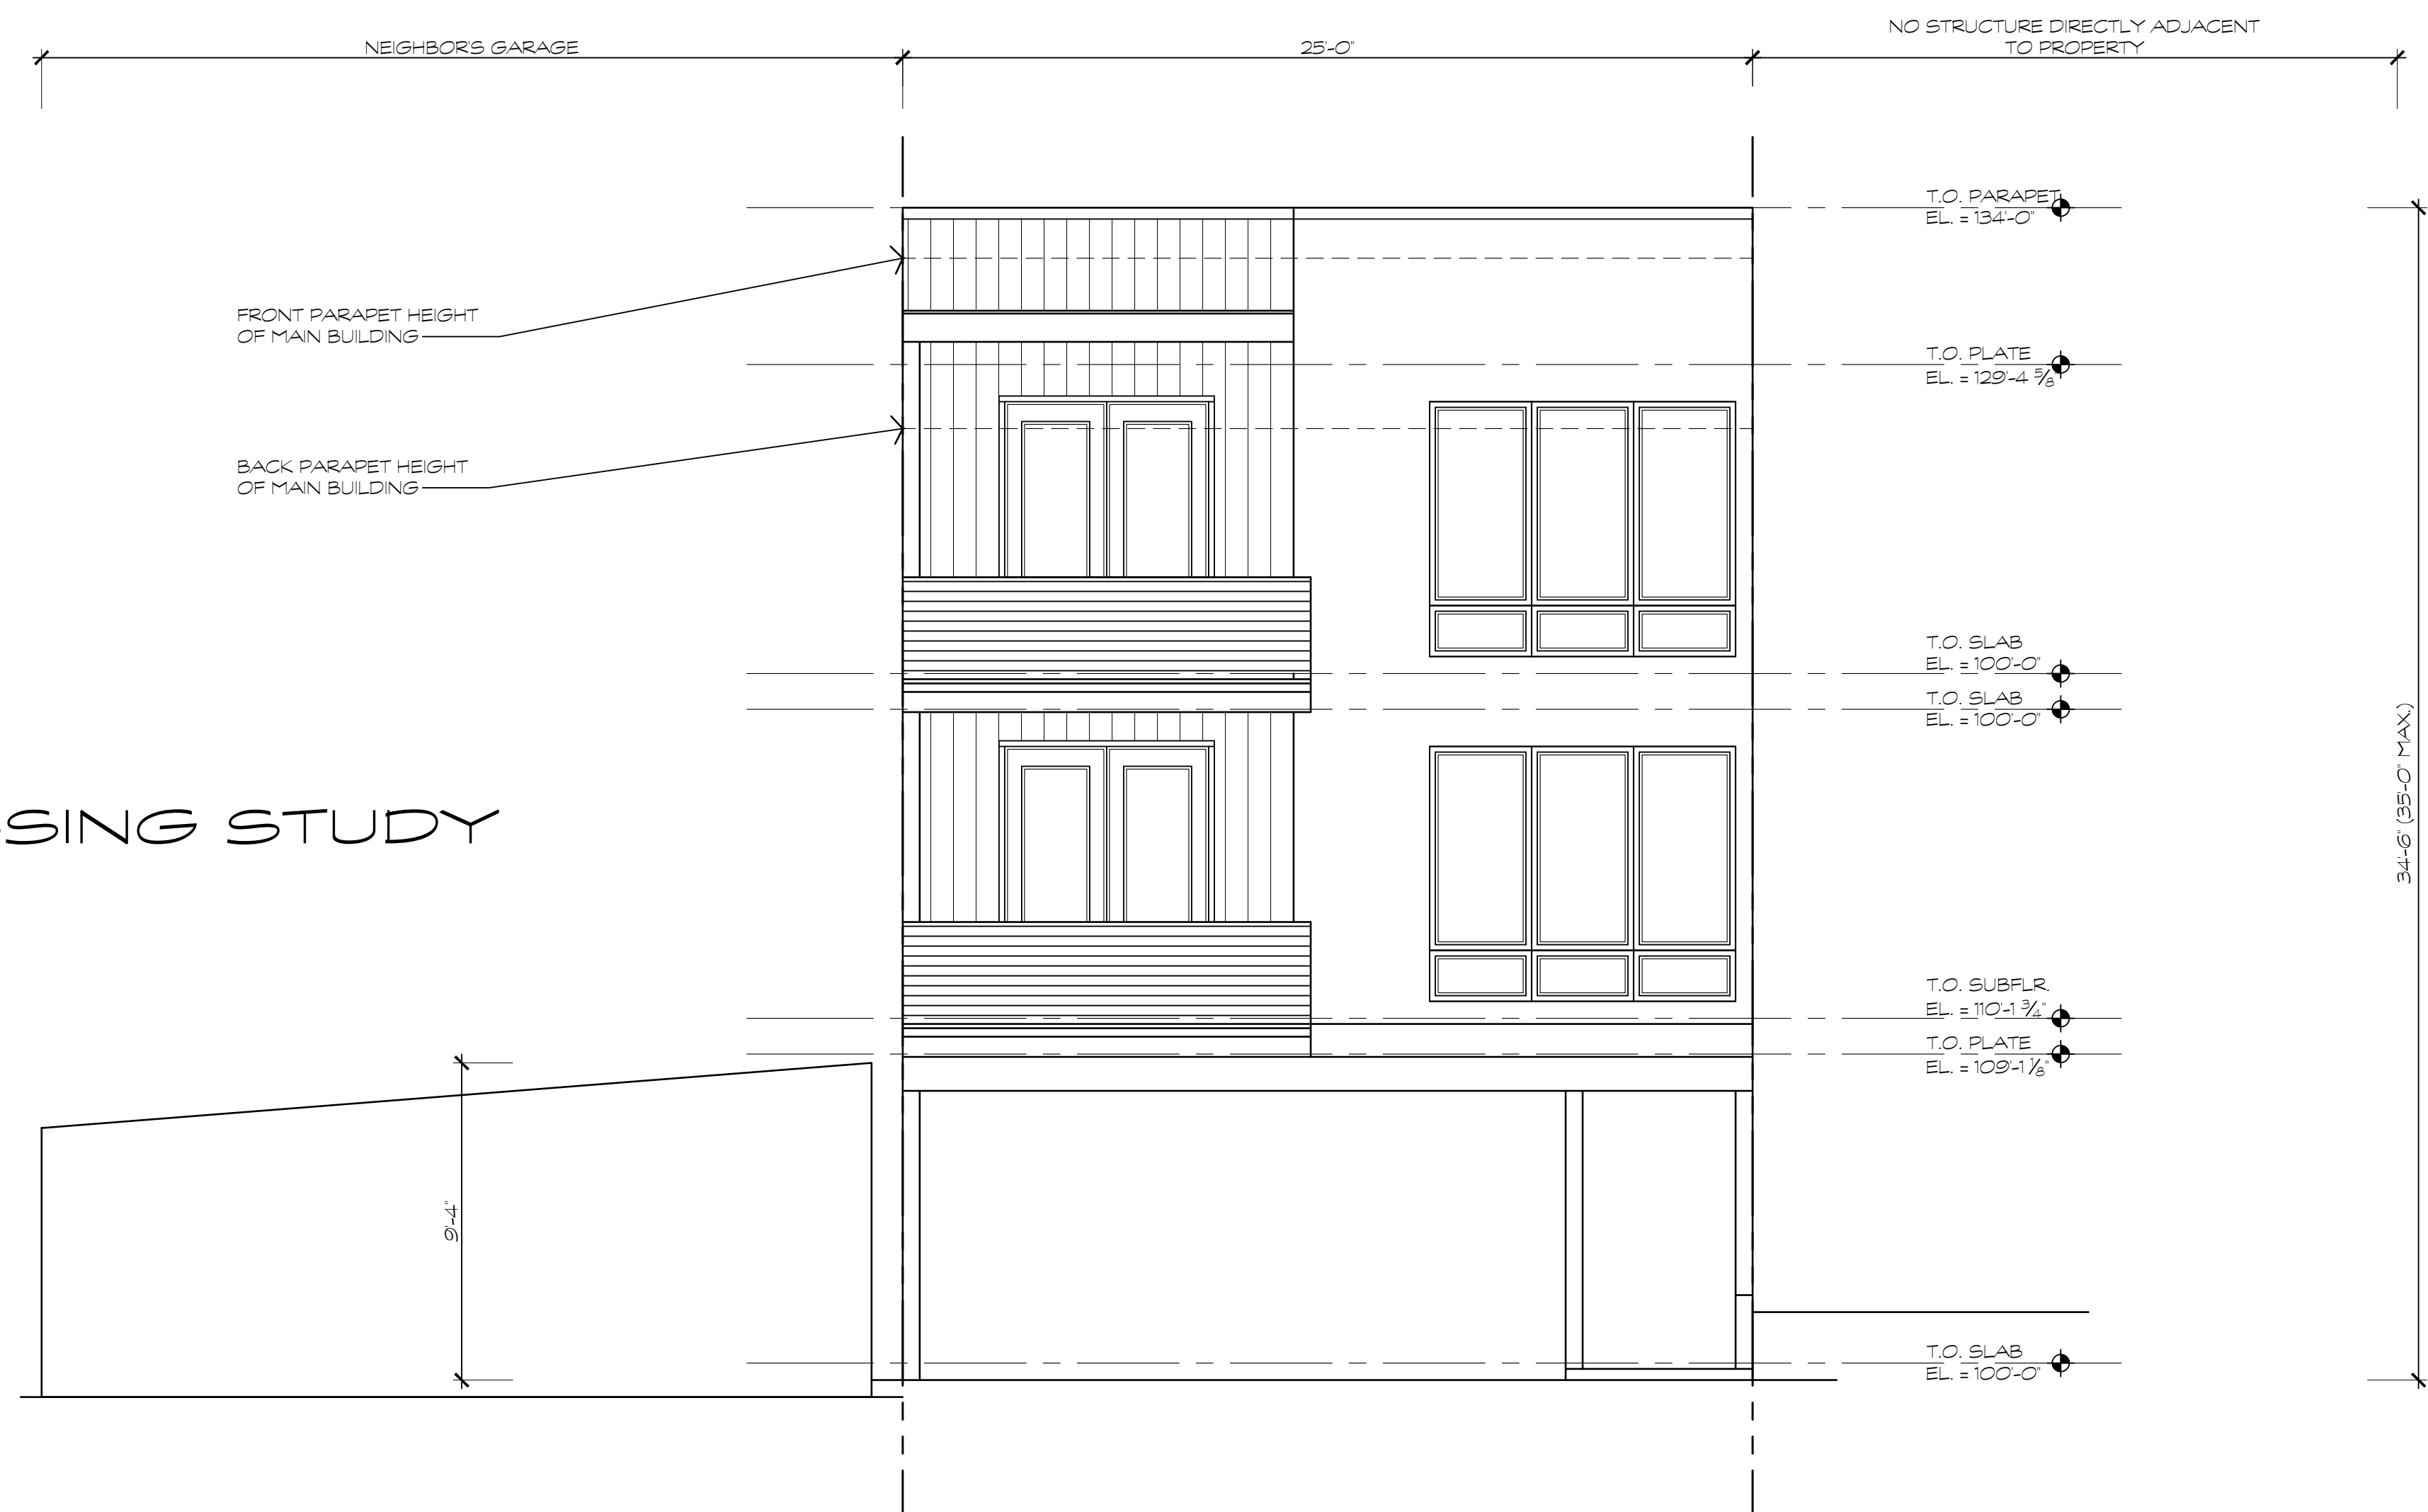 NO STRUCTURE DIRECTLY ADJACENT
TO PROPERTY
NEIGHBOR'S GARAGE
25'-0"
T.O. PARAPET
EL. = 134'-0"
FRONT PARAPET HEIGHT
OF MAIN BUILDING
T.O. PLATE
EL. = 129'-4 5/8"
BACK PARAPET HEIGHT
OF MAIN BUILDING
T.O. SLAB
EL. = 100'-0"
T.O. SLAB
EL. = 100'-0"
34'-6" (35'-0" MAX.)
SING STUDY
T.O. SUBFLR.
EL. = 110'-1 3/4"
T.O. PLATE
EL. = 109'-1 1/8"
9'-4"
T.O. SLAB
EL. = 100'-0"